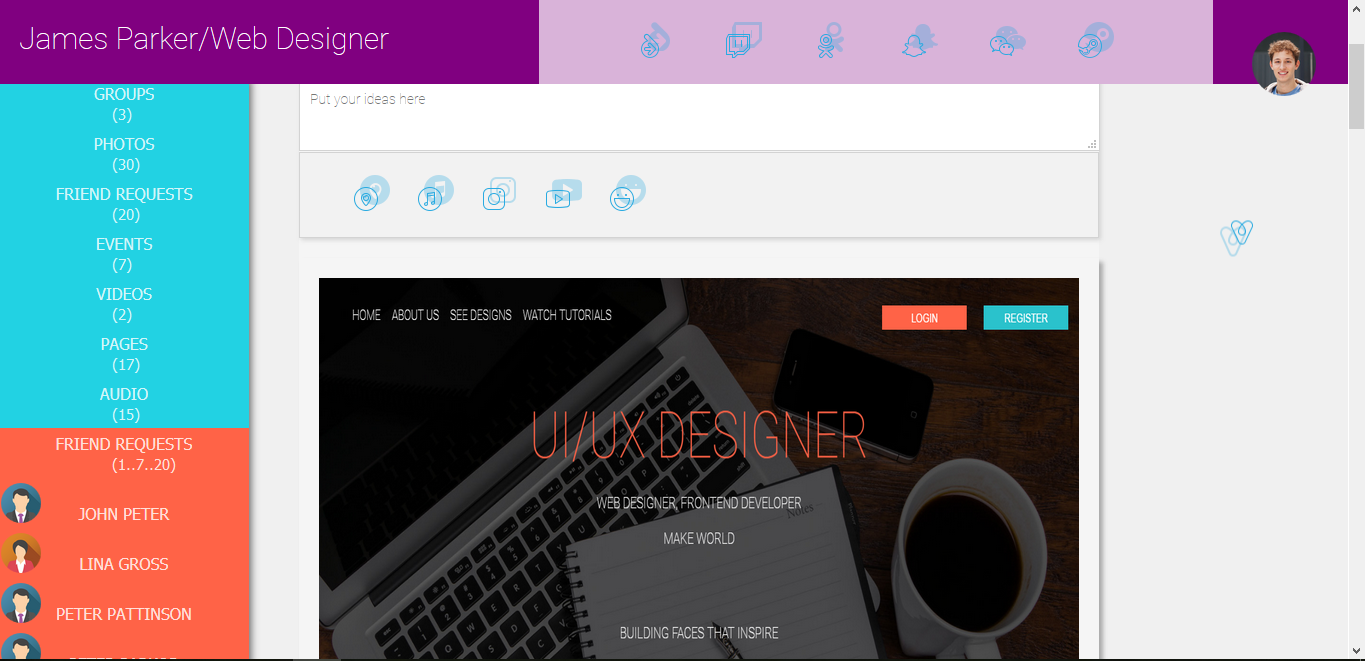 James Parker/Web Designer
GROUPS
(3)
PHOTOS
(30)
FRIEND REQUESTS
(20)
EVENTS
(7)
VIDEOS
(2)
PAGES
(17)
AUDIO
(15)
FRIEND REQUESTS
(1..7..20)
JOHN PETER
LINA GROSS
PETER PATTINSON
Put your ideas here
HOME ABOUT US SEE DESIGNS WATCH TUTORIALS
LOGIN REGISTER
UI/UX DESIGNER
WEB DESIGNER, FRONTEND DEVELOPER
Notes
MAKE WORLD
BUILDING FACES THAT INSPIRE